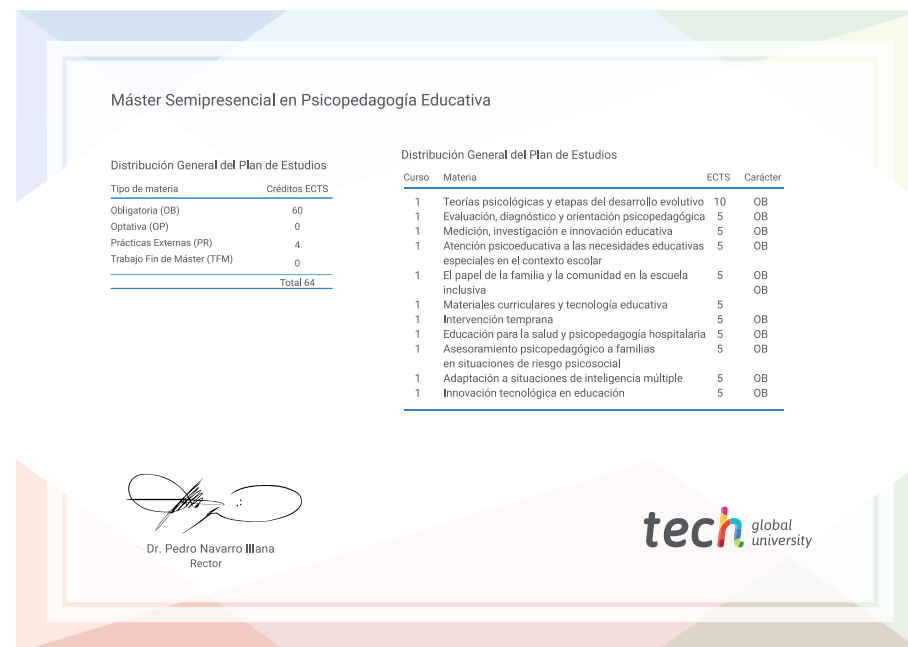 Máster Semipresencial en Psicopedagogía Educativa
Distribución General del Plan de Estudios
Tipo de materia Créditos ECTS
Obligatoria (OB) 60
Optativa (OP) 0
Prácticas Externas (PR) 4
Trabajo Fin de Máster (TFM) 0
Total 64
Distribución General del Plan de Estudios
Curso Materia ECTS Carácter
1 Teorías psicológicas y etapas del desarrollo evolutivo 10 OB
1 Evaluación, diagnóstico y orientación psicopedagógica 5 OB
1 Medición, investigación e innovación educativa 5 OB
1 Atención psicoeducativa a las necesidades educativas 5 OB
especiales en el contexto escolar
1 El papel de la familia y la comunidad en la escuela 5 OB
inclusiva OB
1 Materiales curriculares y tecnología educativa 5
1 Intervención temprana 5 OB
1 Educación para la salud y psicopedagogía hospitalaria 5 OB
1 Asesoramiento psicopedagógico a familias 5 OB
en situaciones de riesgo psicosocial
1 Adaptación a situaciones de inteligencia múltiple 5 OB
1 Innovación tecnológica en educación 5 OB
Dr. Pedro Navarro Illana
Rector
tech global
university